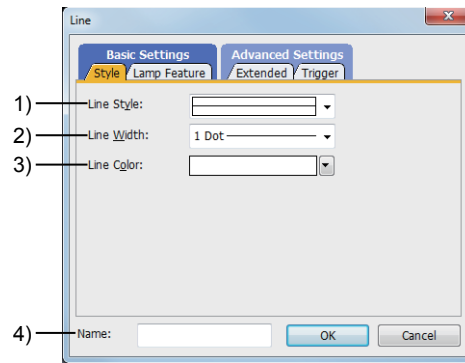 Line
Basic Settings Advanced Settings
Style Lamp Feature Extended Trigger
1) Line Style:
2) Line Width: 1 Dot
3) Line Color:
4) Name: OK Cancel